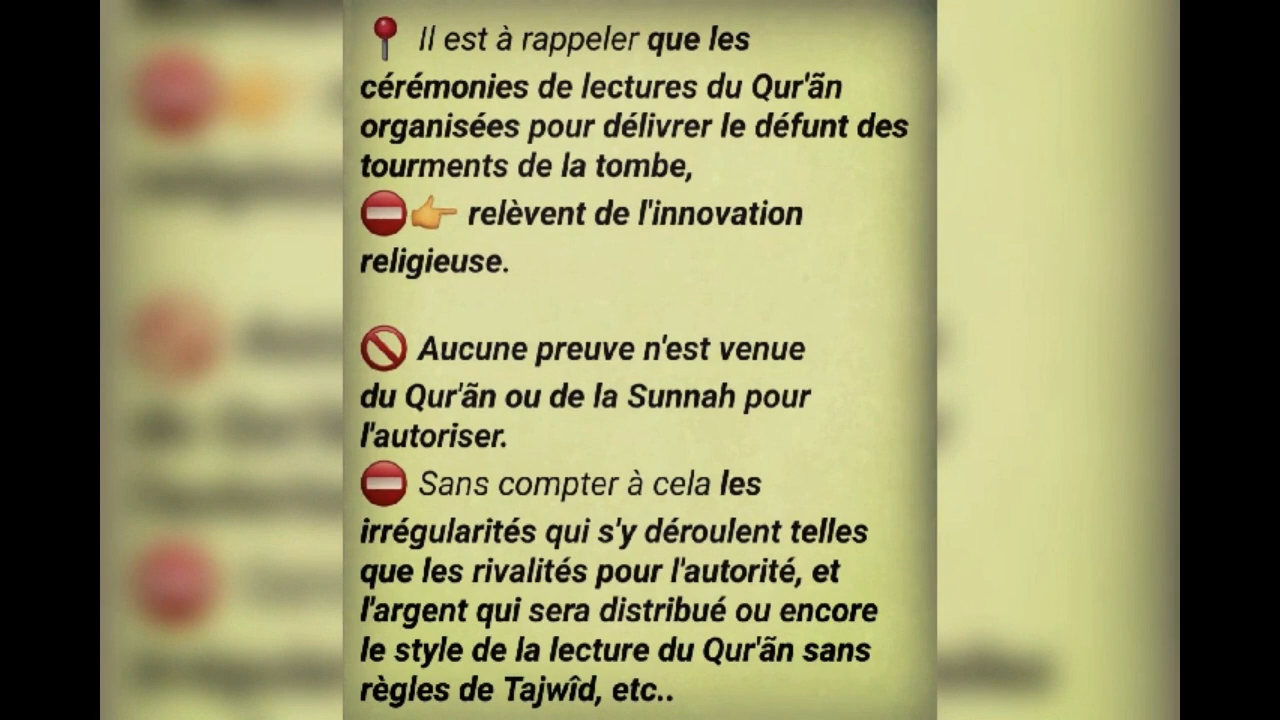 📍 Il est à rappeler que les
cérémonies de lectures du Qur'ãn
organisées pour délivrer le défunt des
tourments de la tombe,
⛔👉 relèvent de l'innovation
religieuse.
🚫 Aucune preuve n'est venue
du Qur'ãn ou de la Sunnah pour
l'autoriser.
⛔ Sans compter à cela les
irrégularités qui s'y déroulent telles
que les rivalités pour l'autorité, et
l'argent qui sera distribué ou encore
le style de la lecture du Qur'ãn sans
règles de Tajwîd, etc..